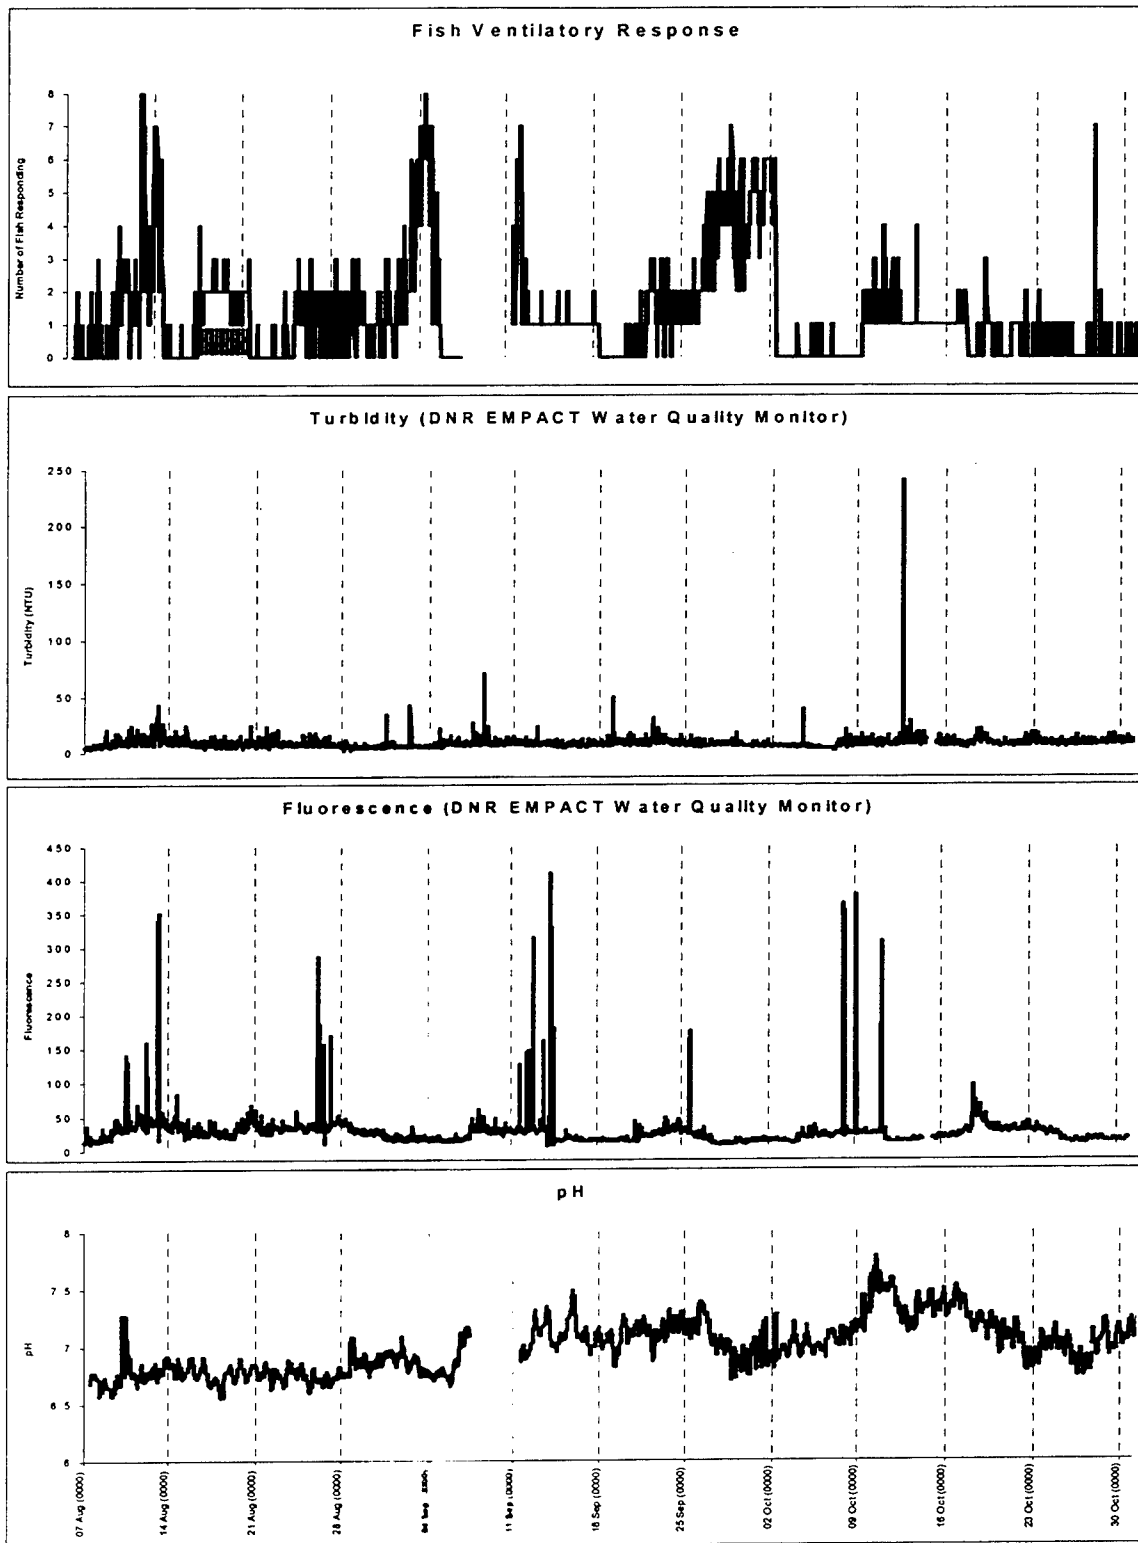 Fish Ventilatory Response
8
7
6
5
4
3
2
1
0
Number of Fish Responding
Turbidity (DNR EMPACT Water Quality Monitor)
250
200
150
100
50
0
Turbidity (NTU)
Fluorescence (DNR EMPACT Water Quality Monitor)
450
400
350
300
250
200
150
100
50
0
Fluorescence
pH
8
7 5
7
6 5
6
pH
07 Aug (0000)
14 Aug (0000)
21 Aug (0000)
28 Aug (0000)
04 Sep (0000)
11 Sep (0000)
18 Sep (0000)
25 Sep (0000)
02 Oct (0000)
09 Oct (0000)
16 Oct (0000)
23 Oct (0000)
30 Oct (0000)